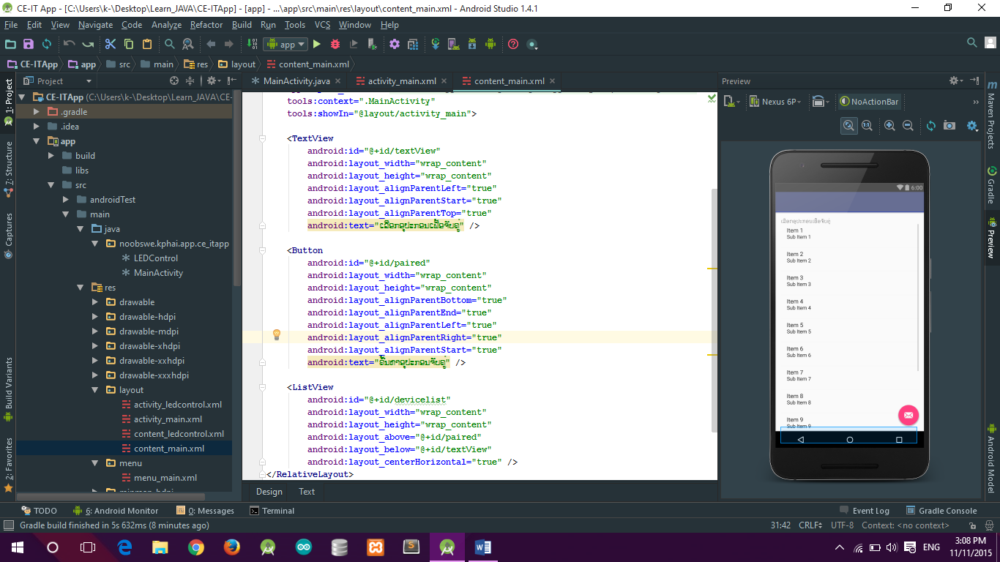 CE-IT App - [C:\Users\k-\Desktop\Learn_JAVA\CE-ITApp] - [app] - ...\app\src\main\res\layout\content_main.xml - Android Studio 1.4.1
File Edit View Navigate Code Analyze Refactor Build Run Tools VCS Window Help
app
CE-ITApp app src main res layout content_main.xml
Project
MainActivity.java activity_main.xml content_main.xml
Preview
Nexus 6P NoActionBar
1: Project
7: Structure
Captures
Build Variants
2: Favorites
CE-ITApp (C:\Users\k-\Desktop\Learn_JAVA\CE-
.gradle
.idea
app
build
libs
src
androidTest
main
java
noobswe.kphai.app.ce_itapp
LEDControl
MainActivity
res
drawable
drawable-hdpi
drawable-mdpi
drawable-xhdpi
drawable-xxhdpi
drawable-xxxhdpi
layout
activity_ledcontrol.xml
activity_main.xml
content_ledcontrol.xml
content_main.xml
menu
menu_main.xml
tools:context=".MainActivity"
tools:showIn="@layout/activity_main">
<TextView
android:id="@+id/textView"
android:layout_width="wrap_content"
android:layout_height="wrap_content"
android:layout_alignParentLeft="true"
android:layout_alignParentStart="true"
android:layout_alignParentTop="true"
android:text="ເລືອກອຸປະກອນເພື່ອຈັບຄູ່" />
<Button
android:id="@+id/paired"
android:layout_width="wrap_content"
android:layout_height="wrap_content"
android:layout_alignParentBottom="true"
android:layout_alignParentEnd="true"
android:layout_alignParentLeft="true"
android:layout_alignParentRight="true"
android:layout_alignParentStart="true"
android:text="ຄົ້ນຫາອຸປະກອນຈັບຄູ່" />
<ListView
android:id="@+id/devicelist"
android:layout_width="wrap_content"
android:layout_height="wrap_content"
android:layout_above="@+id/paired"
android:layout_below="@+id/textView"
android:layout_centerHorizontal="true" />
</RelativeLayout>
Design Text
6:00
ເລືອກອຸປະກອນເພື່ອຈັບຄູ່
Item 1
Sub Item 1
Item 2
Sub Item 2
Item 3
Sub Item 3
Item 4
Sub Item 4
Item 5
Sub Item 5
Item 6
Sub Item 6
Item 7
Sub Item 7
Item 8
Sub Item 8
Item 9
Sub Item 9
Maven Projects
Gradle
Preview
Android Model
TODO 6: Android Monitor 0: Messages Terminal Event Log Gradle Console
Gradle build finished in 5s 632ms (8 minutes ago) 31:42 CRLF UTF-8 Context: <no context>
ENG 3:08 PM
11/11/2015